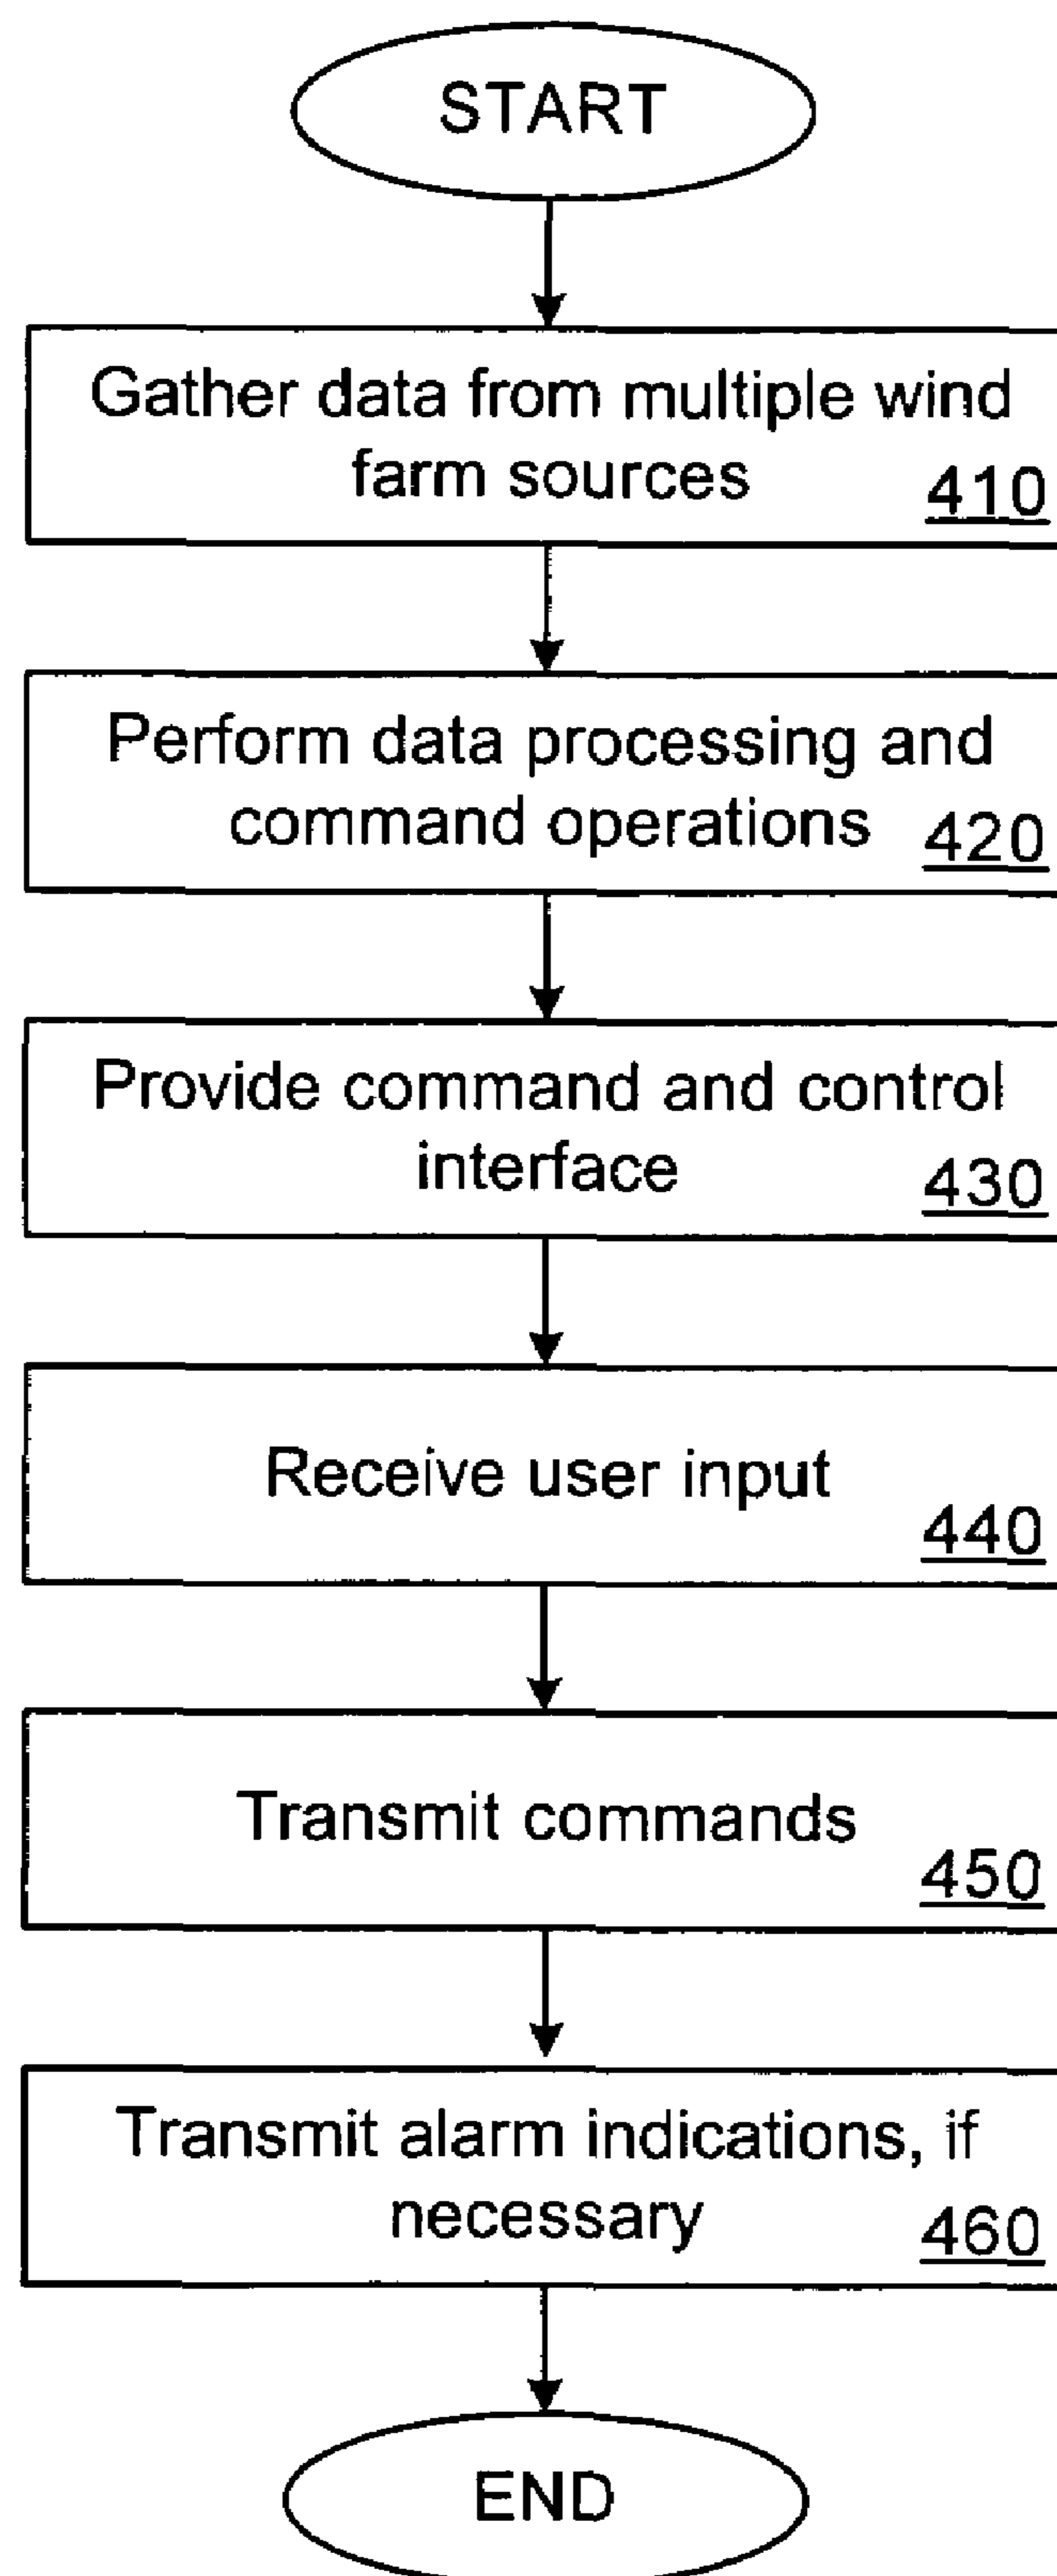 START
Gather data from multiple wind
farm sources
410
Perform data processing and
command operations
420
Provide command and control
interface
430
Receive user input
440
Transmit commands
450
Transmit alarm indications, if
necessary
460
END